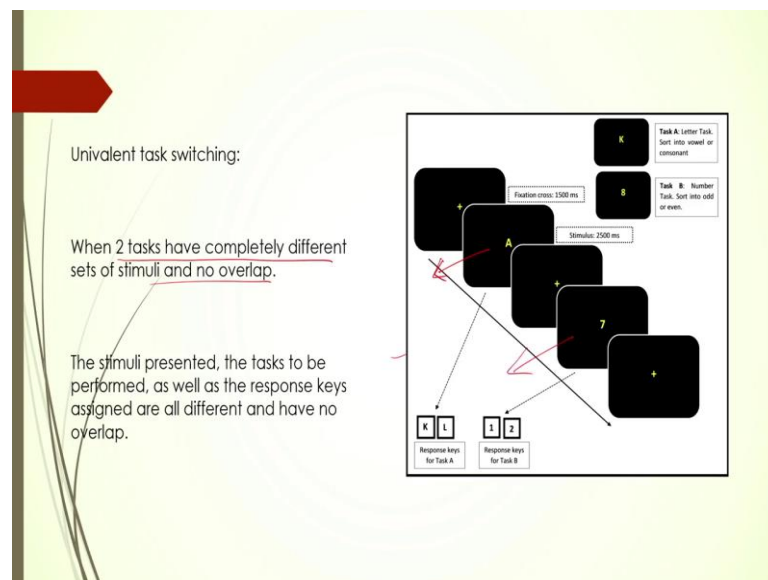 Univalent task switching:
When 2 tasks have completely different
sets of stimuli and no overlap.
The stimuli presented, the tasks to be
performed, as well as the response keys
assigned are all different and have no
overlap.
K
Task A: Letter Task.
Sort into vowel or
consonant
8
Task B: Number
Task. Sort into odd
or even.
+
Fixation cross: 1500 ms
A
Stimulus: 2500 ms
+
7
+
K L
Response keys
for Task A
1 2
Response keys
for Task B